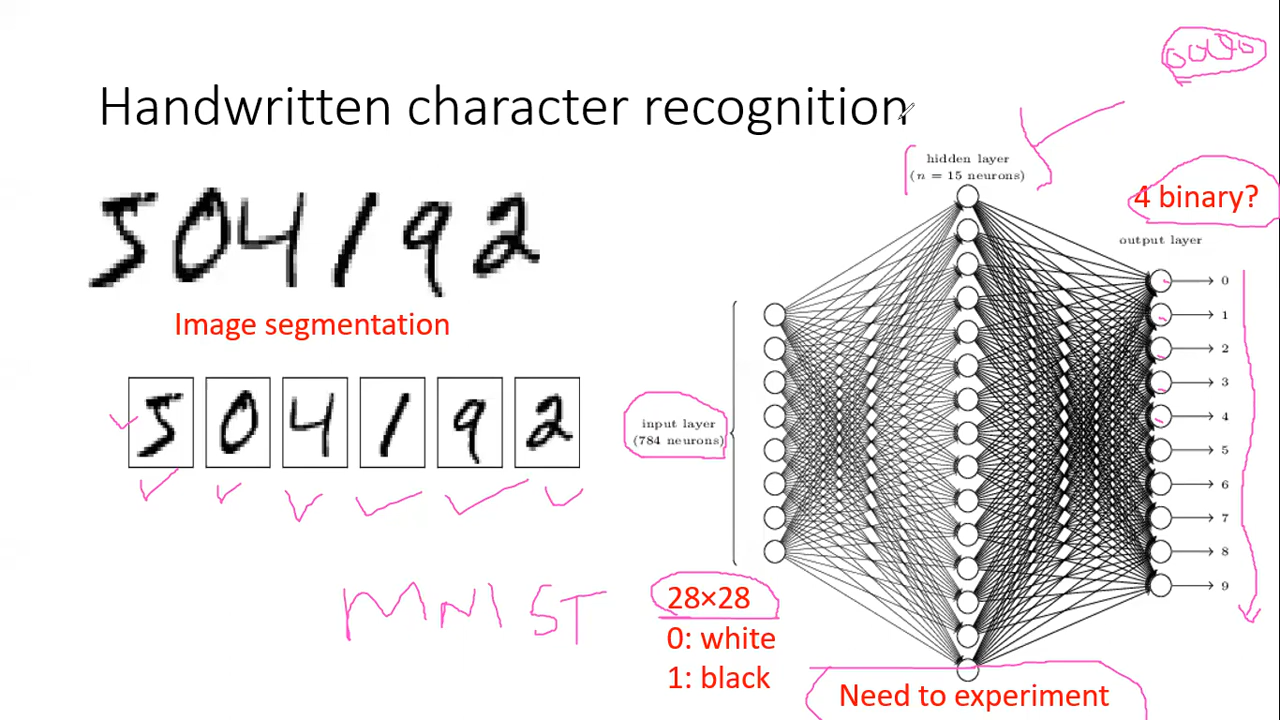 Handwritten character recognition
504192
Image segmentation
5 0 4 1 9 2
MNIST
hidden layer
(n = 15 neurons)
4 binary?
output layer
0
1
2
3
4
5
6
7
8
9
input layer
(784 neurons)
28×28
0: white
1: black
Need to experiment